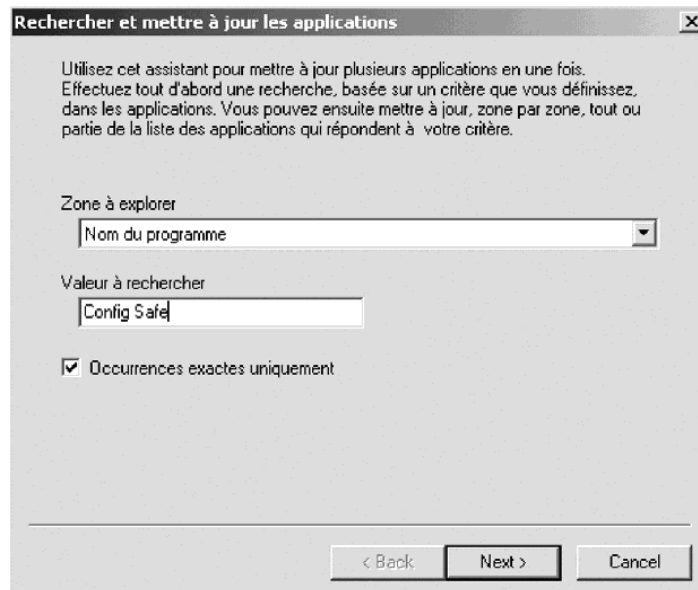 Rechercher et mettre à jour les applications
Utilisez cet assistant pour mettre à jour plusieurs applications en une fois.
Effectuez tout d'abord une recherche, basée sur un critère que vous définissez,
dans les applications. Vous pouvez ensuite mettre à jour, zone par zone, tout ou
partie de la liste des applications qui répondent à votre critère.
Zone à explorer
Nom du programme
Valeur à rechercher
Config Safe
Occurrences exactes uniquement
< Back Next > Cancel